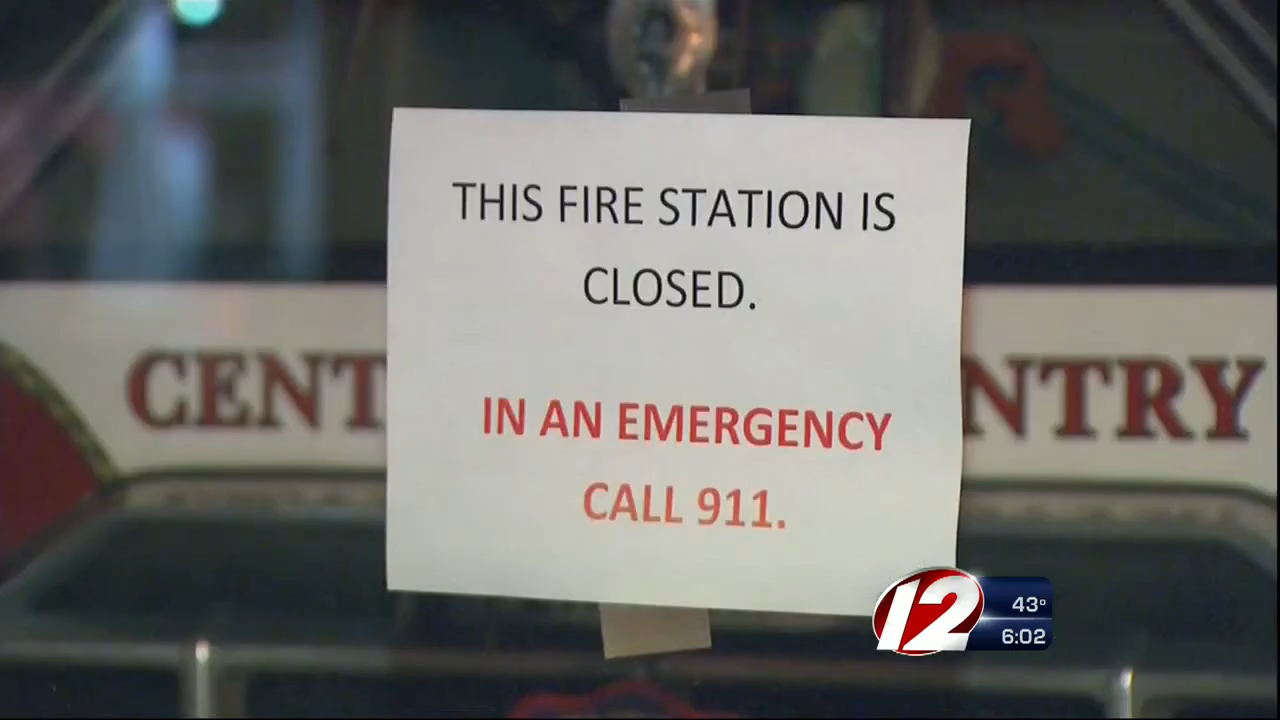 THIS FIRE STATION IS
CLOSED.
CENT
NTRY
IN AN EMERGENCY
CALL 911.
12
43°
6:02